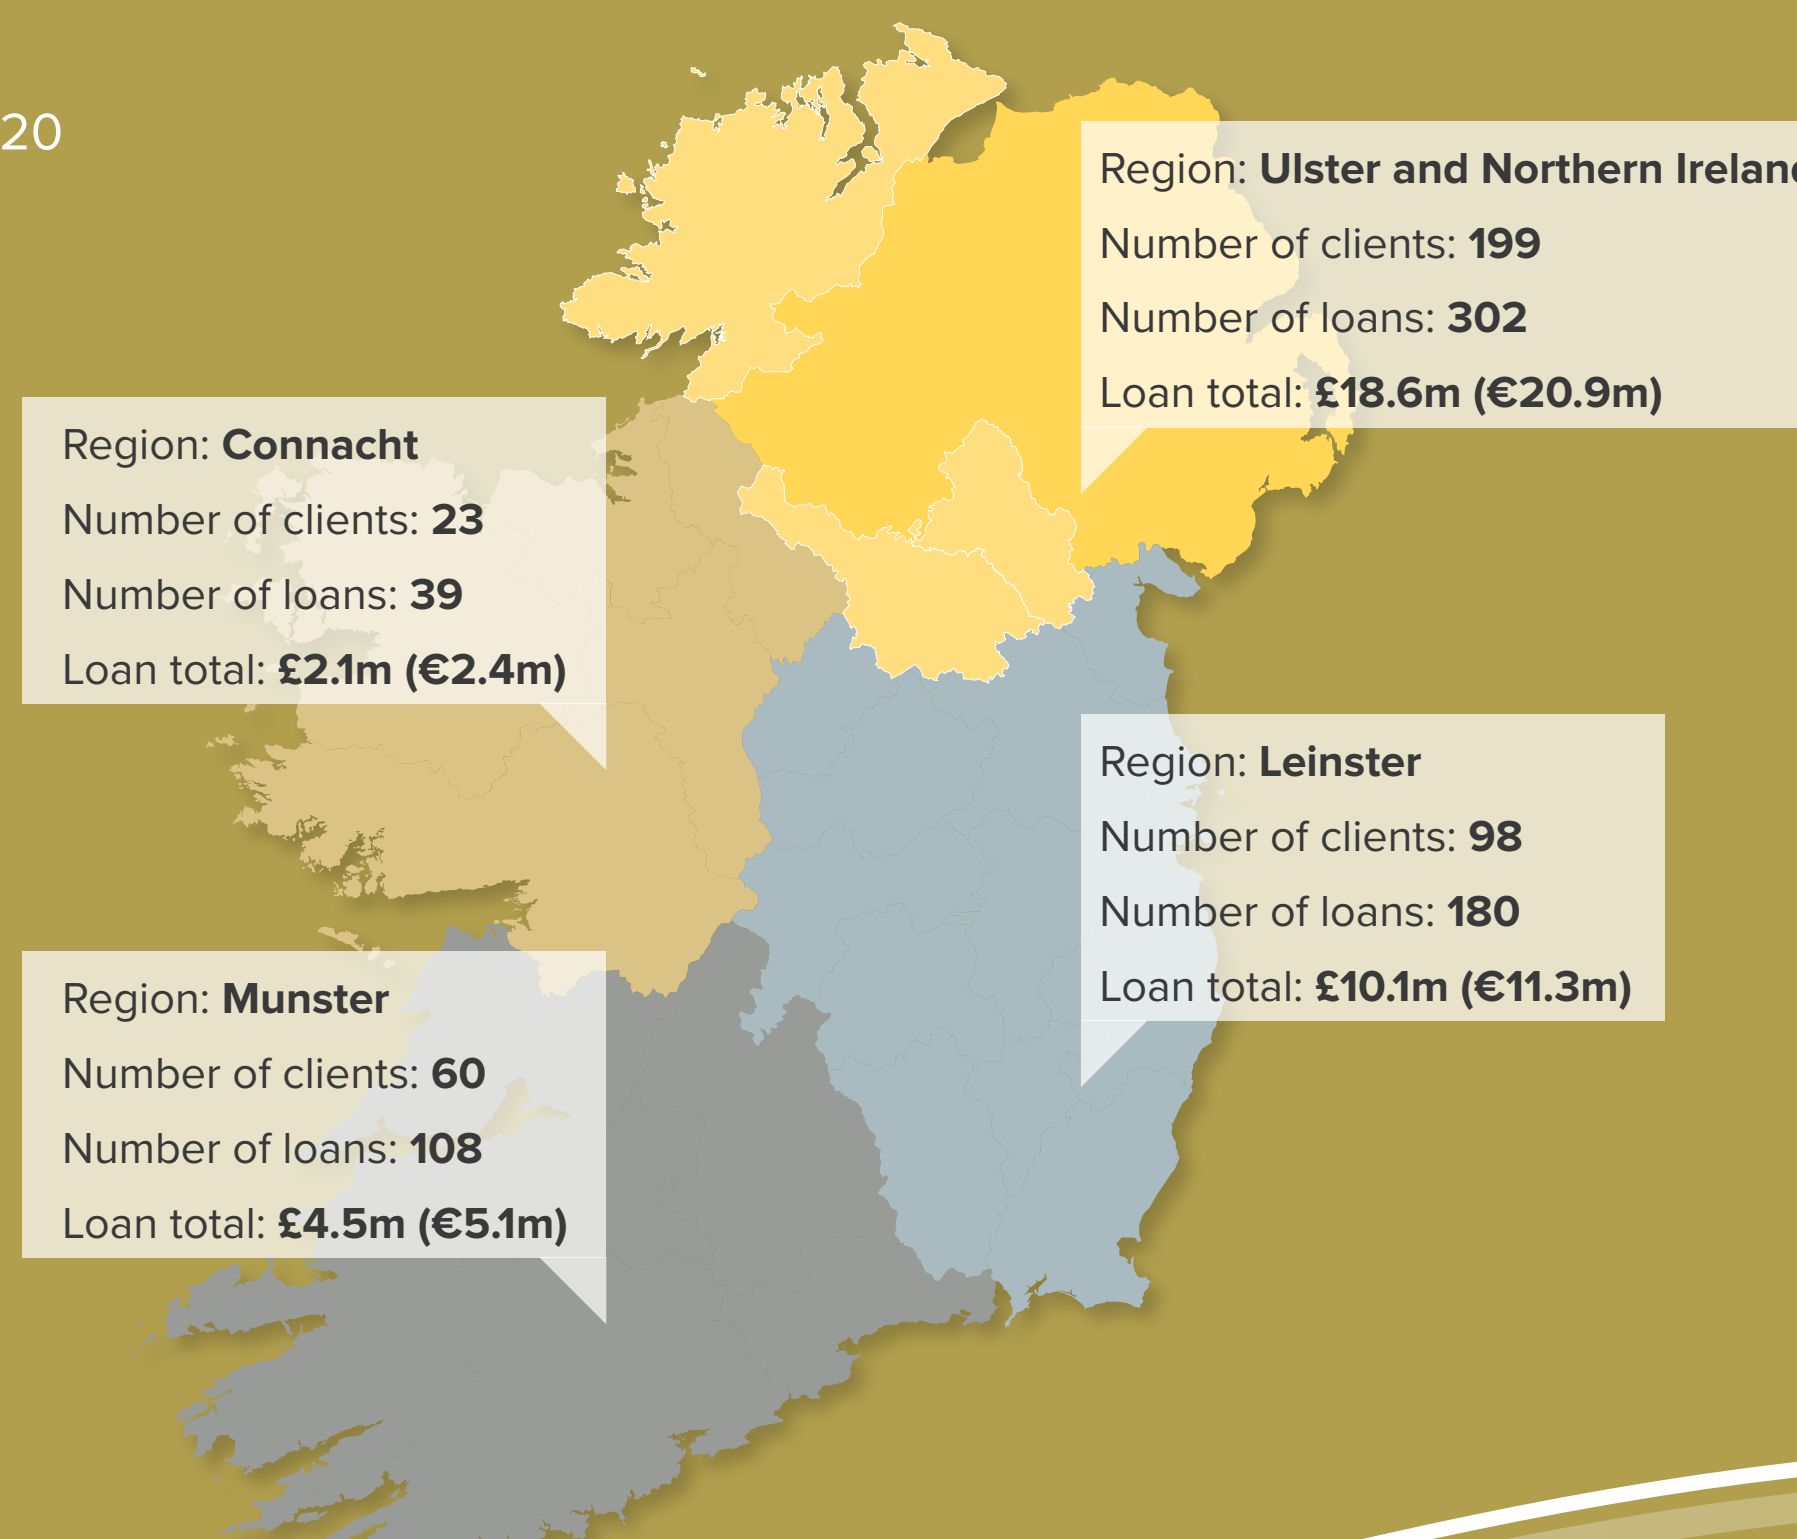 20
Region: Ulster and Northern Irelan
Number of clients: 199
Number of loans: 302
Loan total: £18.6m (€20.9m)
Region: Connacht
Number of clients: 23
Number of loans: 39
Loan total: £2.1m (€2.4m)
Region: Leinster
Number of clients: 98
Number of loans: 180
Loan total: £10.1m (€11.3m)
Region: Munster
Number of clients: 60
Number of loans: 108
Loan total: £4.5m (€5.1m)